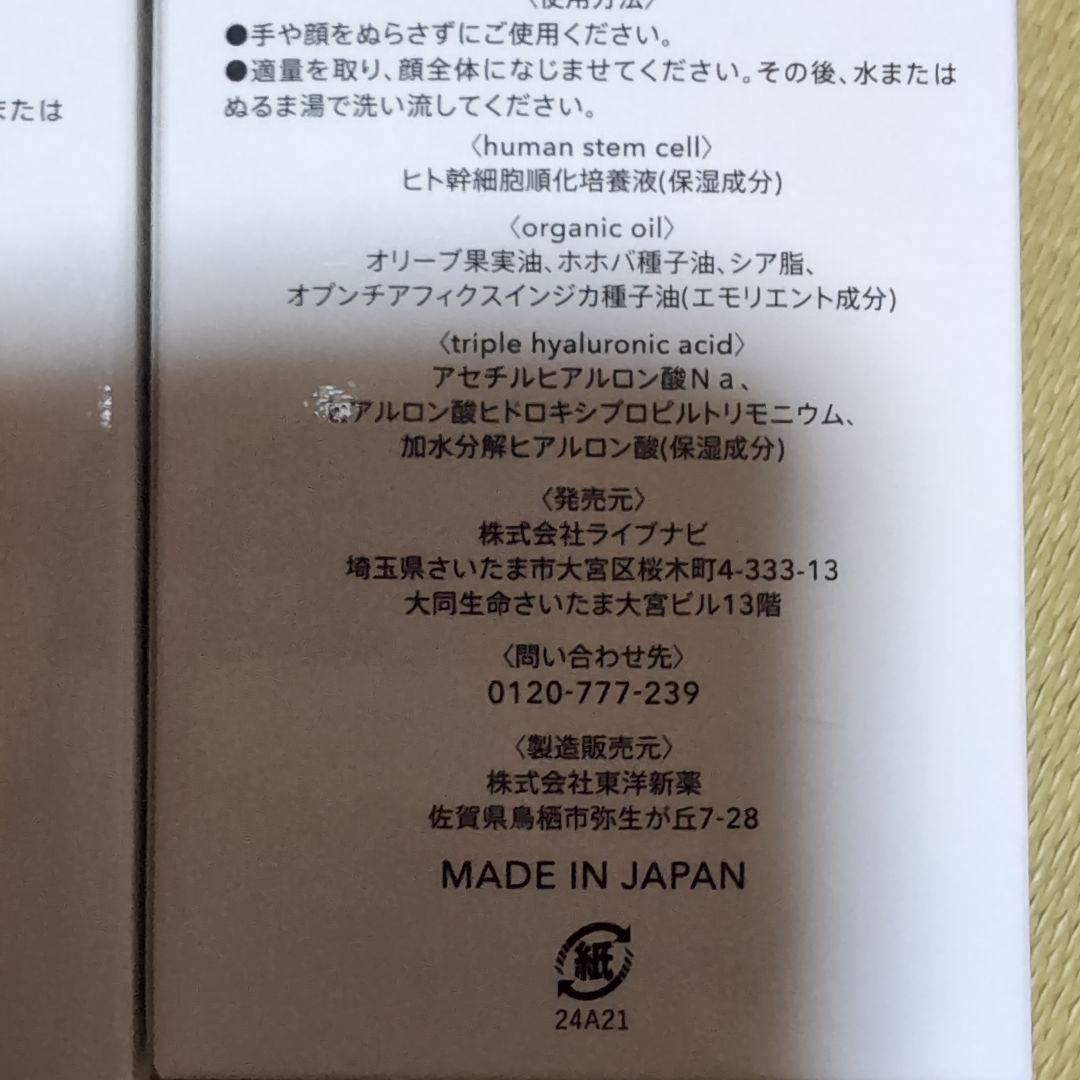 〈使用方法〉
●手や顔をぬらさずにご使用ください。
●適量を取り、顔全体になじませてください。その後、水または
ぬるま湯で洗い流してください。
または
〈human stem cell〉
ヒト幹細胞順化培養液(保湿成分)
〈organic oil〉
オリーブ果実油、ホホバ種子油、シア脂、
オプンチアフィクスインジカ種子油(エモリエント成分)
〈triple hyaluronic acid〉
アセチルヒアルロン酸Ｎａ、
ヒアルロン酸ヒドロキシプロピルトリモニウム、
加水分解ヒアルロン酸(保湿成分)
〈発売元〉
株式会社ライブナビ
埼玉県さいたま市大宮区桜木町4-333-13
大同生命さいたま大宮ビル13階
〈問い合わせ先〉
0120-777-239
〈製造販売元〉
株式会社東洋新薬
佐賀県鳥栖市弥生が丘7-28
MADE IN JAPAN
紙
24A21